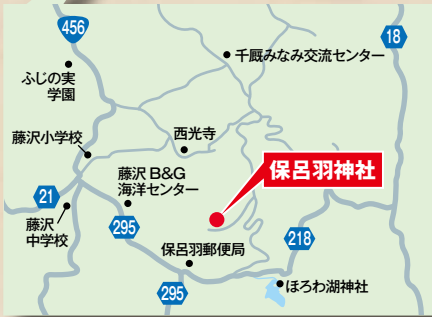 456
18
千厩みなみ交流センター
ふじの実
学園
藤沢小学校
西光寺
保呂羽神社
藤沢 B&G
海洋センター
21
藤沢
中学校
295
218
保呂羽郵便局
295
ほろわ湖神社